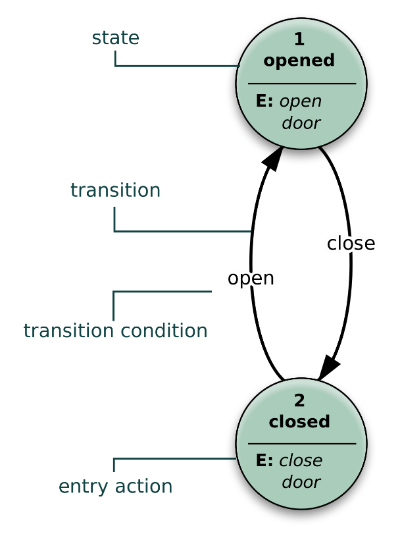 state
1
opened
E: open
door
transition
close
open
transition condition
2
closed
E: close
door
entry action